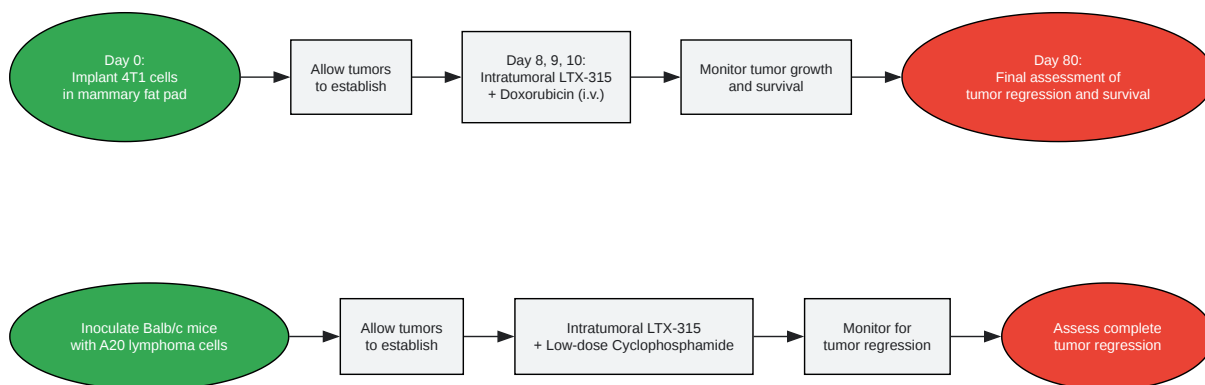 Day 0:
Implant 4T1 cells
in mammary fat pad
Allow tumors
to establish
Day 8, 9, 10:
Intratumoral LTX-315
+ Doxorubicin (i.v.)
Monitor tumor growth
and survival
Day 80:
Final assessment of
tumor regression and survival
Inoculate Balb/c mice
with A20 lymphoma cells
Allow tumors
to establish
Intratumoral LTX-315
+ Low-dose Cyclophosphamide
Monitor for
tumor regression
Assess complete
tumor regression